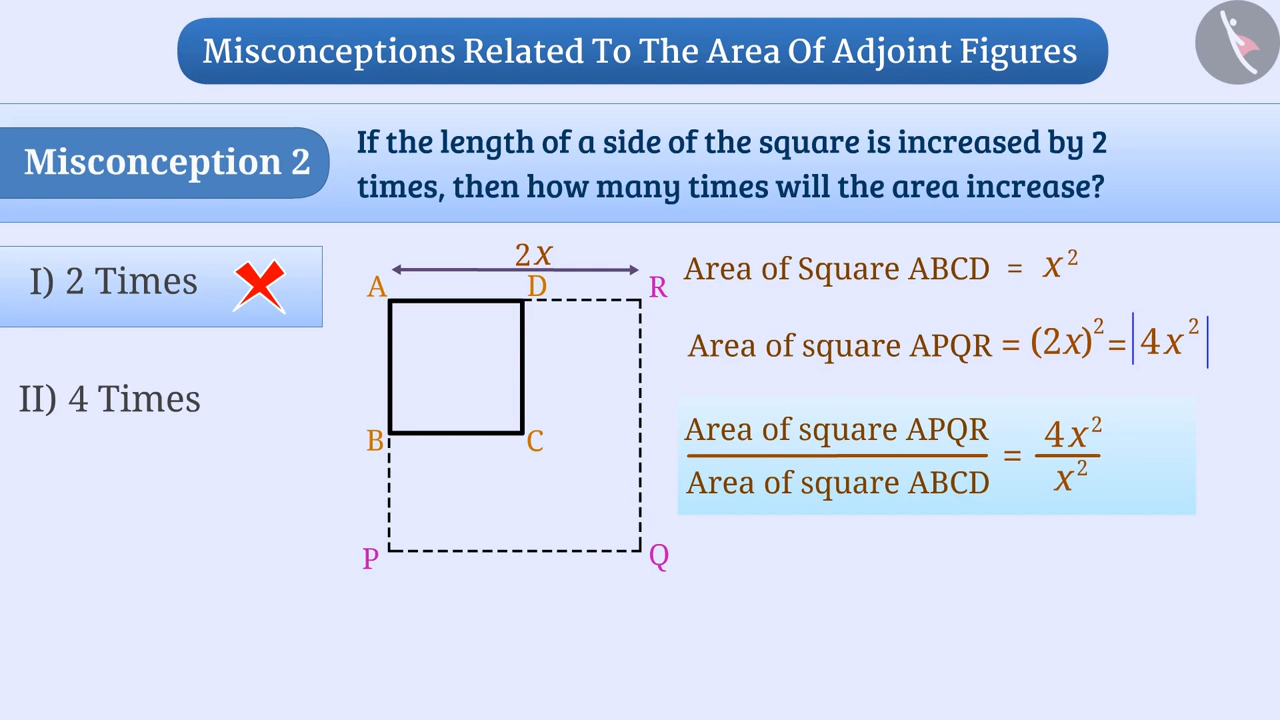 Misconceptions Related To The Area Of Adjoint Figures
Misconception 2
If the length of a side of the square is increased by 2
times, then how many times will the area increase?
I) 2 Times
II) 4 Times
2x
A D R
B C
P Q
Area of Square ABCD = x²
Area of square APQR = (2x)² = |4x²|
Area of square APQR / Area of square ABCD = 4x² / x²